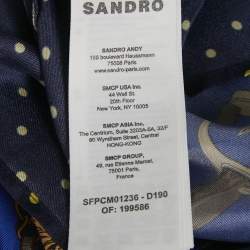 SANDRO
SANDRO ANDY
150 boulevard Haussmann
75008 Paris
www.sandro-paris.com
SMCP USA Inc.
44 Wall St.
20th Floor
New York, NY 10005
SMCP ASIA Inc.
The Centrium, Suite 2203A-5A, 32/F
60 Wyndham Street, Central
HONG-KONG
SMCP GROUP,
49, rue Etienne Marcel,
75001 Paris,
France
SFPCM01236 - D190
OF: 199586